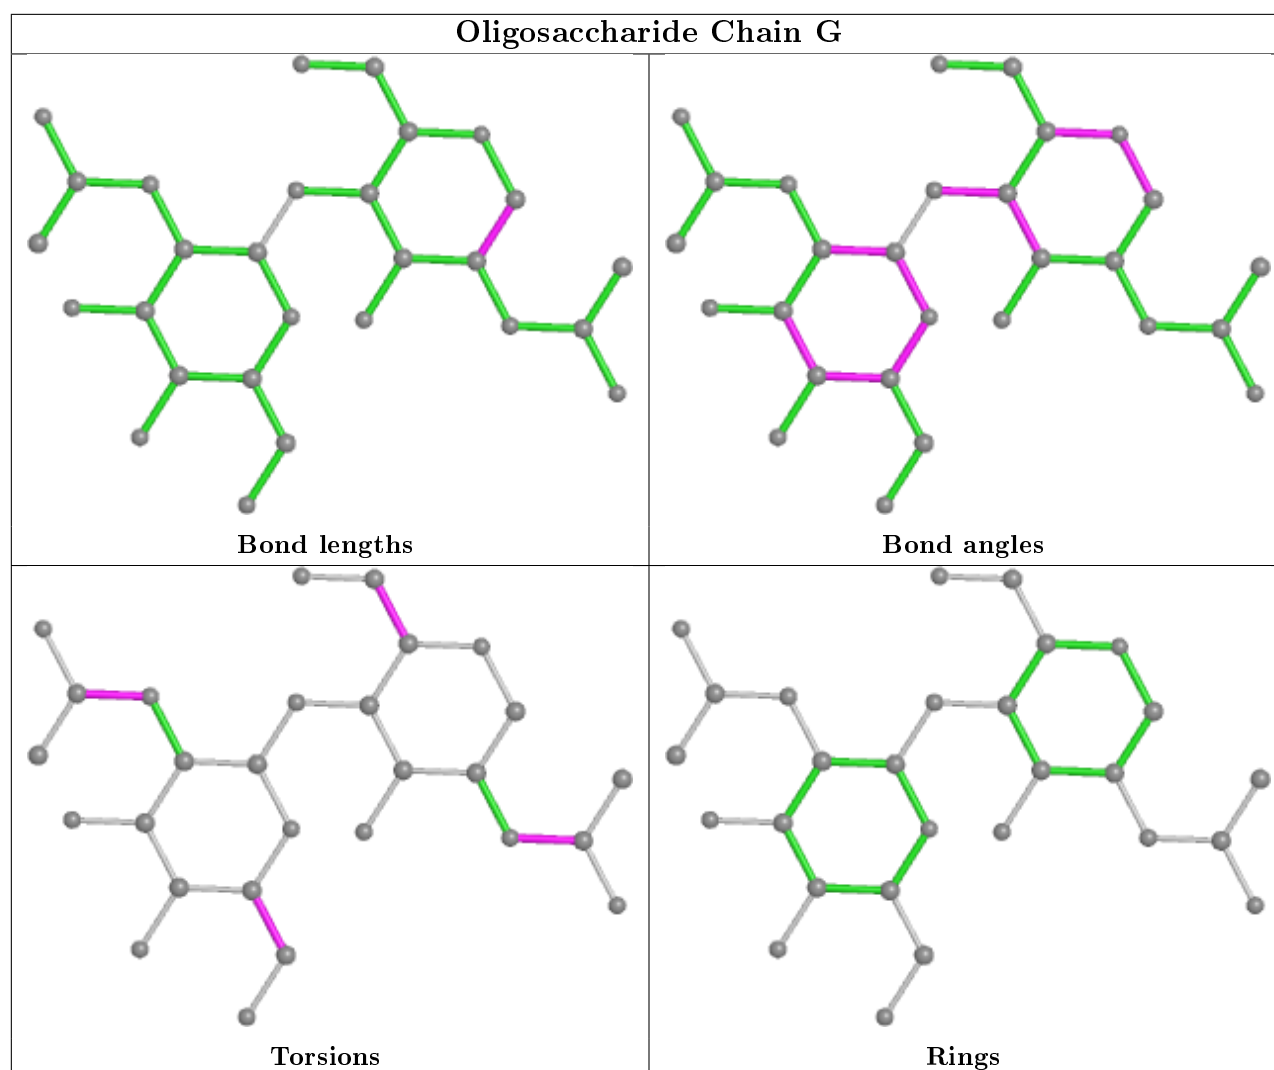 Oligosaccharide Chain G
Bond lengths
Bond angles
Torsions
Rings